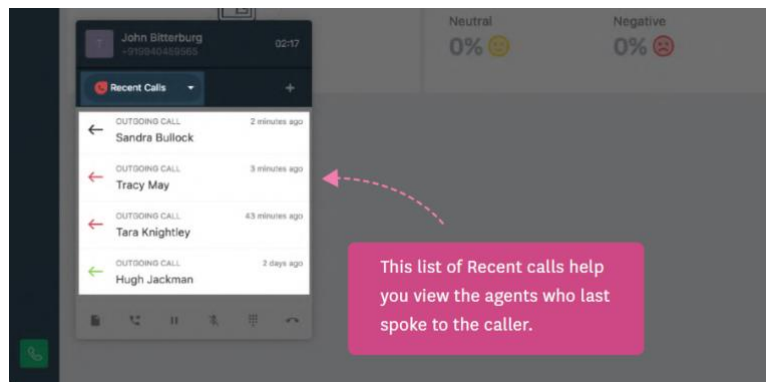 Neutral
Negative
0%
0%
T
John Bitterburg
02:17
Recent Calls
+
OUTGOING CALL 2 minutes ago
Sandra Bullock
OUTGOING CALL 3 minutes ago
Tracy May
OUTGOING CALL 43 minutes ago
Tara Knightley
OUTGOING CALL 2 days ago
Hugh Jackman
This list of Recent calls help
you view the agents who last
spoke to the caller.